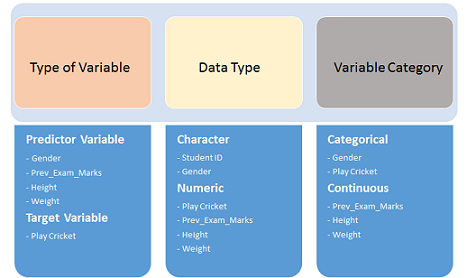 Type of Variable
Data Type
Variable Category
Predictor Variable
- Gender
- Prev_Exam_Marks
- Height
- Weight
Target Variable
- Play Cricket
Character
- Student ID
- Gender
Numeric
- Play Cricket
- Prev_Exam_Marks
- Height
- Weight
Categorical
- Gender
- Play Cricket
Continuous
- Prev_Exam_Marks
- Height
- Weight